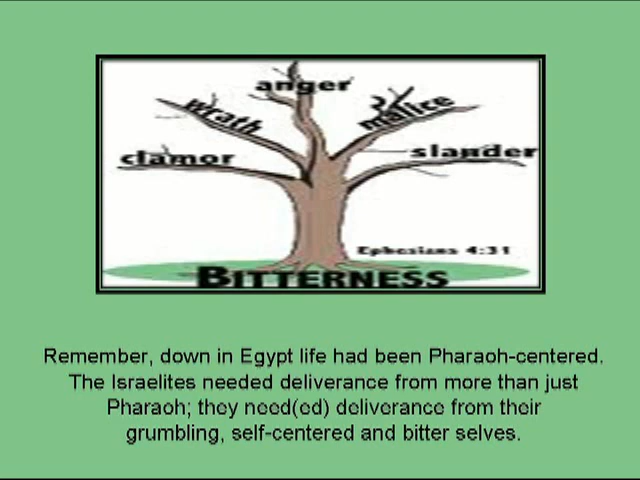 anger
wrath
malice
clamor
slander
Ephesians 4:31
BITTERNESS
Remember, down in Egypt life had been Pharaoh-centered.
The Israelites needed deliverance from more than just
Pharaoh; they need(ed) deliverance from their
grumbling, self-centered and bitter selves.